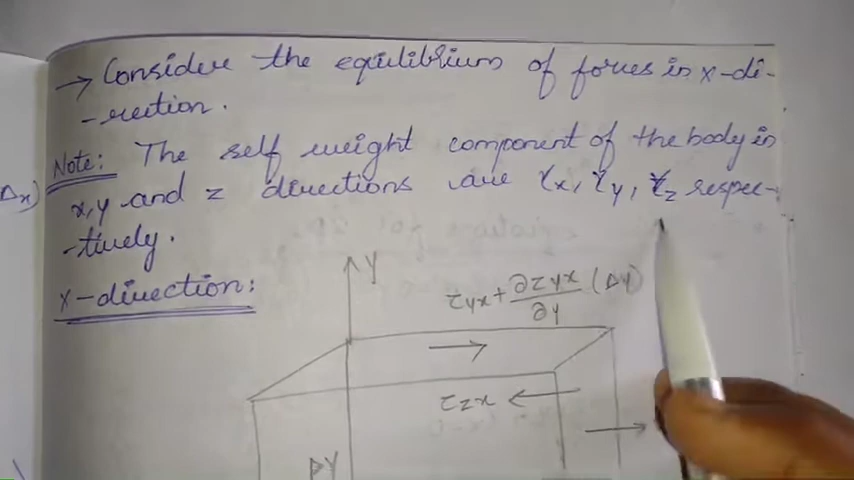 → Consider the equilibrium of forces in x-di-
-rection.
Note: The self weight component of the body in
Δx)
x,y and z directions are γx, γy, γz respec-
-tively.
x-direction:
Y
τyx + ∂τyx/∂y (Δy)
τzx
ΔY